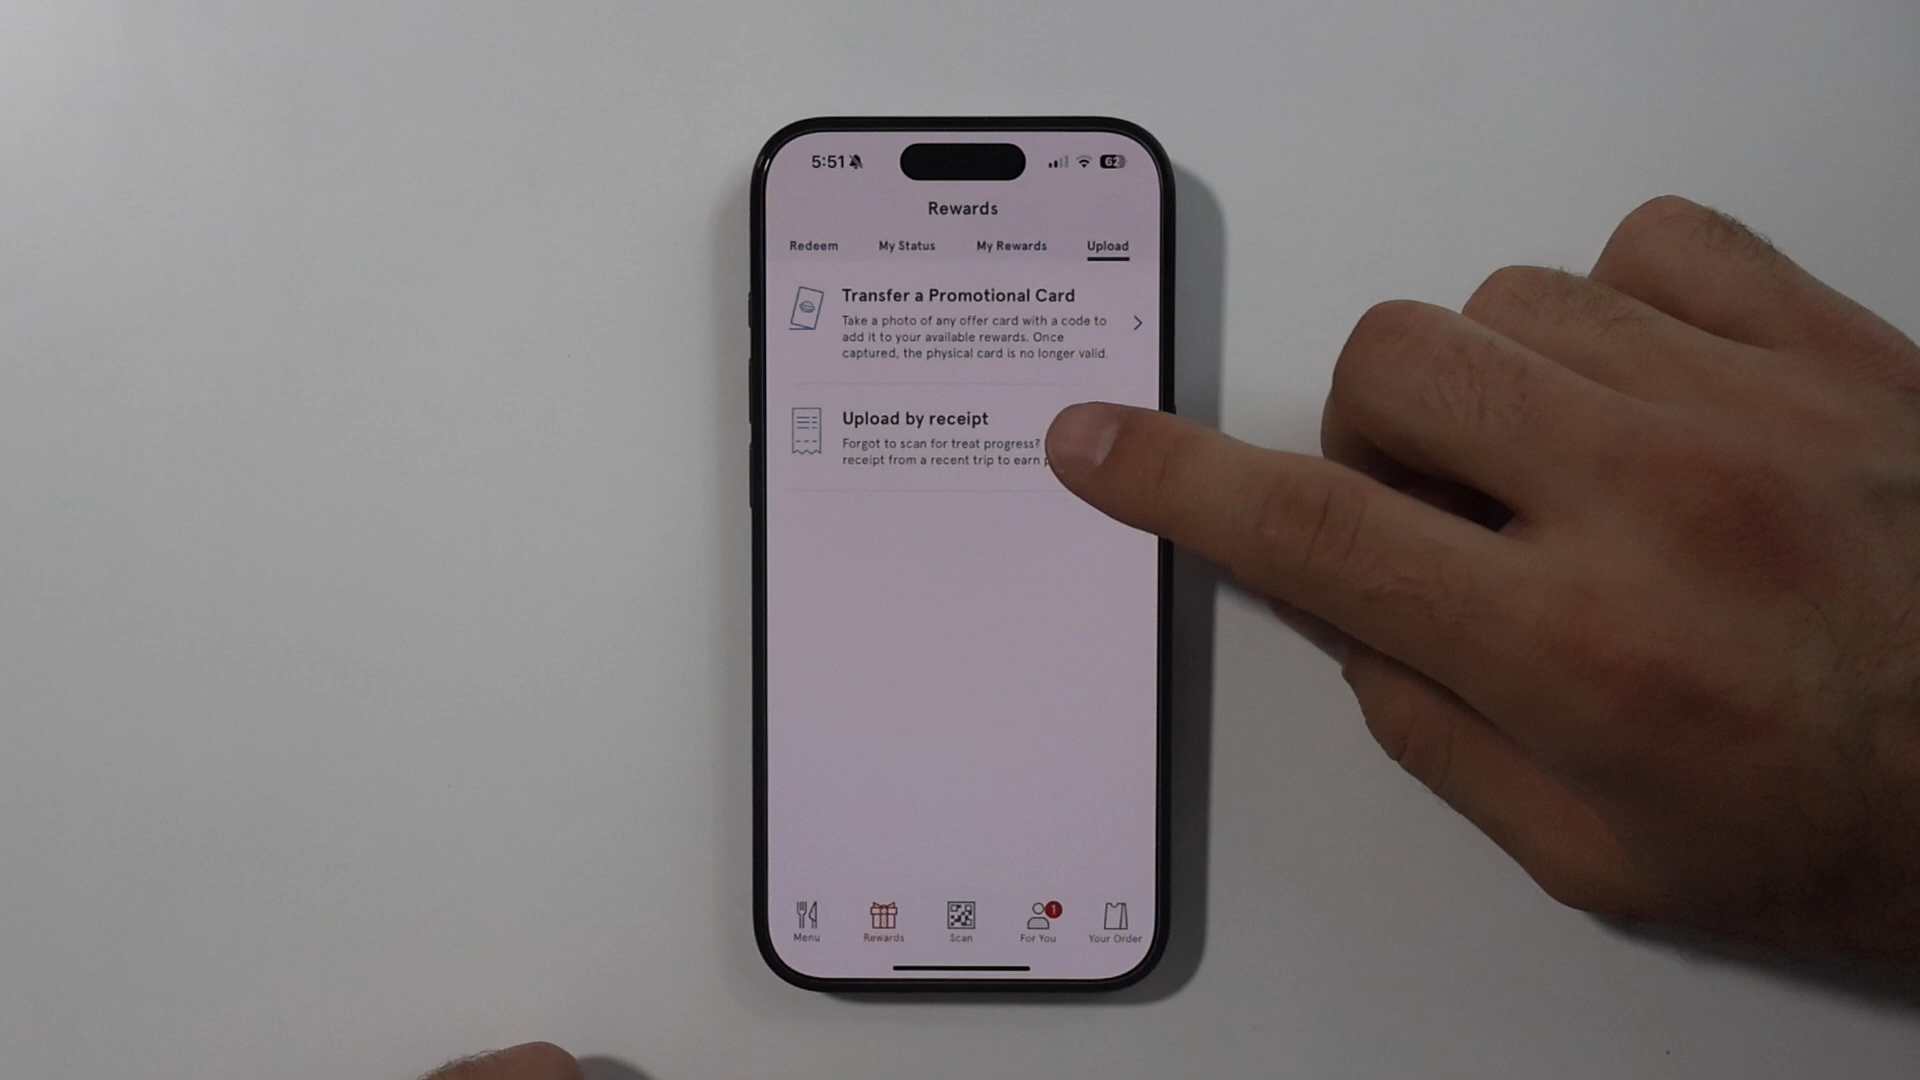 5:51
62
Rewards
Redeem My Status My Rewards Upload
Transfer a Promotional Card
Take a photo of any offer card with a code to
add it to your available rewards. Once
captured, the physical card is no longer valid.
Upload by receipt
Forgot to scan for treat progress?
receipt from a recent trip to earn
1
Menu Rewards Scan For You Your Order